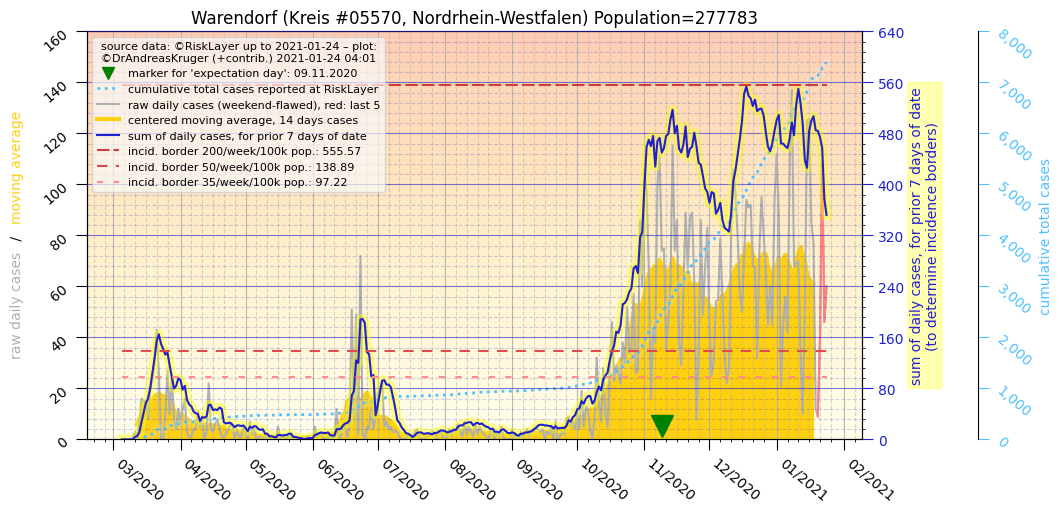 Warendorf (Kreis #05570, Nordrhein-Westfalen) Population=277783
source data: ©RiskLayer up to 2021-01-24 – plot:
©DrAndreasKruger (+contrib.) 2021-01-24 04:01
marker for 'expectation day': 09.11.2020
cumulative total cases reported at RiskLayer
raw daily cases (weekend-flawed), red: last 5
centered moving average, 14 days cases
sum of daily cases, for prior 7 days of date
incid. border 200/week/100k pop.: 555.57
incid. border 50/week/100k pop.: 138.89
incid. border 35/week/100k pop.: 97.22
raw daily cases / moving average
160
140
120
100
80
60
40
20
0
640
560
480
400
320
240
160
80
0
sum of daily cases, for prior 7 days of date
(to determine incidence borders)
8,000
7,000
6,000
5,000
4,000
3,000
2,000
1,000
0
cumulative total cases
03/2020
04/2020
05/2020
06/2020
07/2020
08/2020
09/2020
10/2020
11/2020
12/2020
01/2021
02/2021